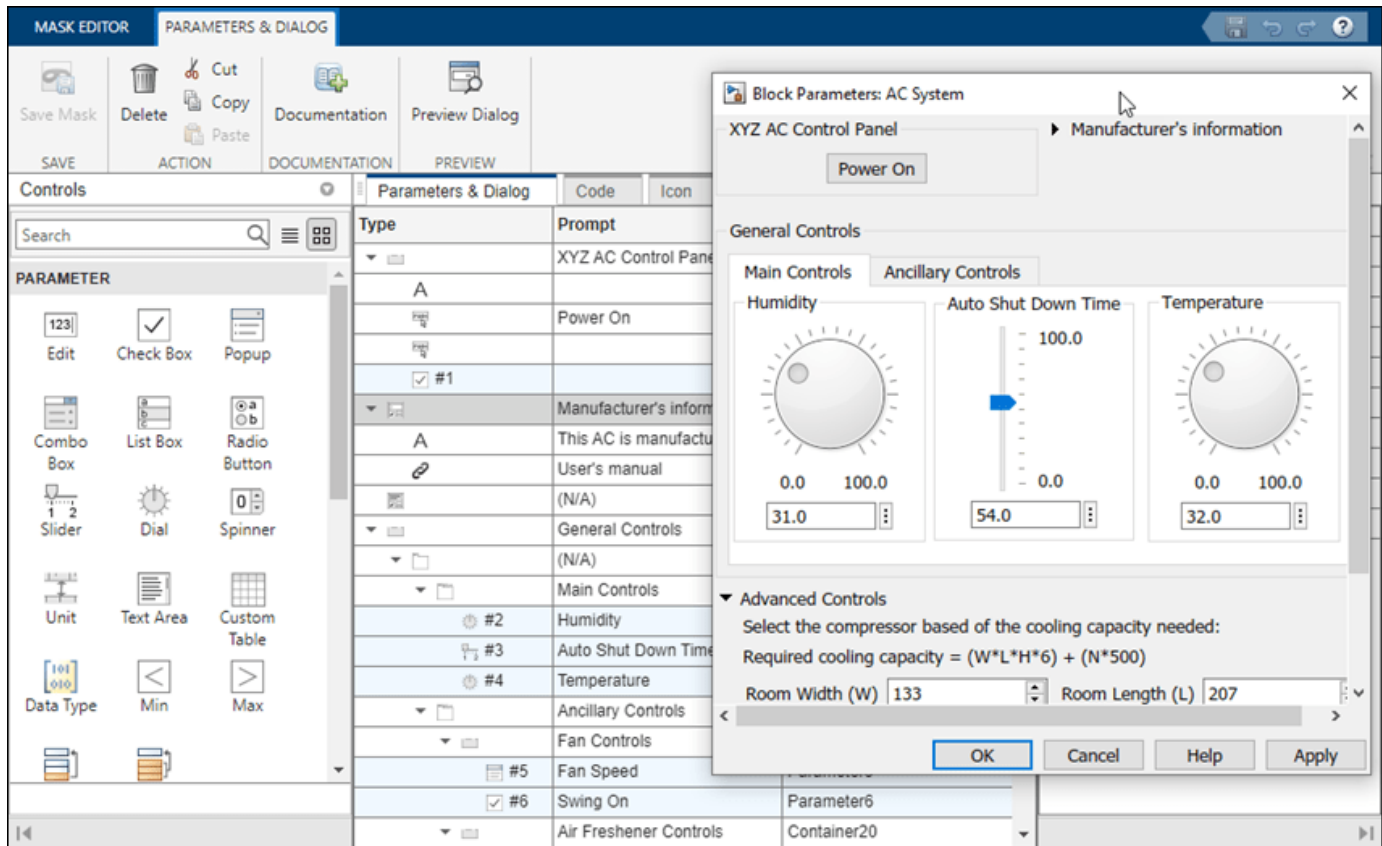 MASK EDITOR PARAMETERS & DIALOG
Save Mask
Delete
Cut
Copy
Paste
Documentation
Preview Dialog
SAVE ACTION DOCUMENTATION PREVIEW
Controls
Search
PARAMETER
123 Edit
Check Box
Popup
Combo Box
a b c List Box
a b Radio Button
1 2 Slider
Dial
0 Spinner
Unit
Text Area
Custom Table
Data Type
< Min
> Max
Parameters & Dialog Code Icon
Type Prompt
XYZ AC Control Pane
A
Power On
#1
Manufacturer's inform
A This AC is manufactu
User's manual
(N/A)
General Controls
(N/A)
Main Controls
#2 Humidity
#3 Auto Shut Down Time
#4 Temperature
Ancillary Controls
Fan Controls
#5 Fan Speed
#6 Swing On Parameter6
Air Freshener Controls Container20
Block Parameters: AC System
XYZ AC Control Panel
Manufacturer's information
Power On
General Controls
Main Controls Ancillary Controls
Humidity Auto Shut Down Time Temperature
100.0
0.0 100.0 0.0 0.0 100.0
31.0 54.0 32.0
Advanced Controls
Select the compressor based of the cooling capacity needed:
Required cooling capacity = (W*L*H*6) + (N*500)
Room Width (W) 133 Room Length (L) 207
OK Cancel Help Apply